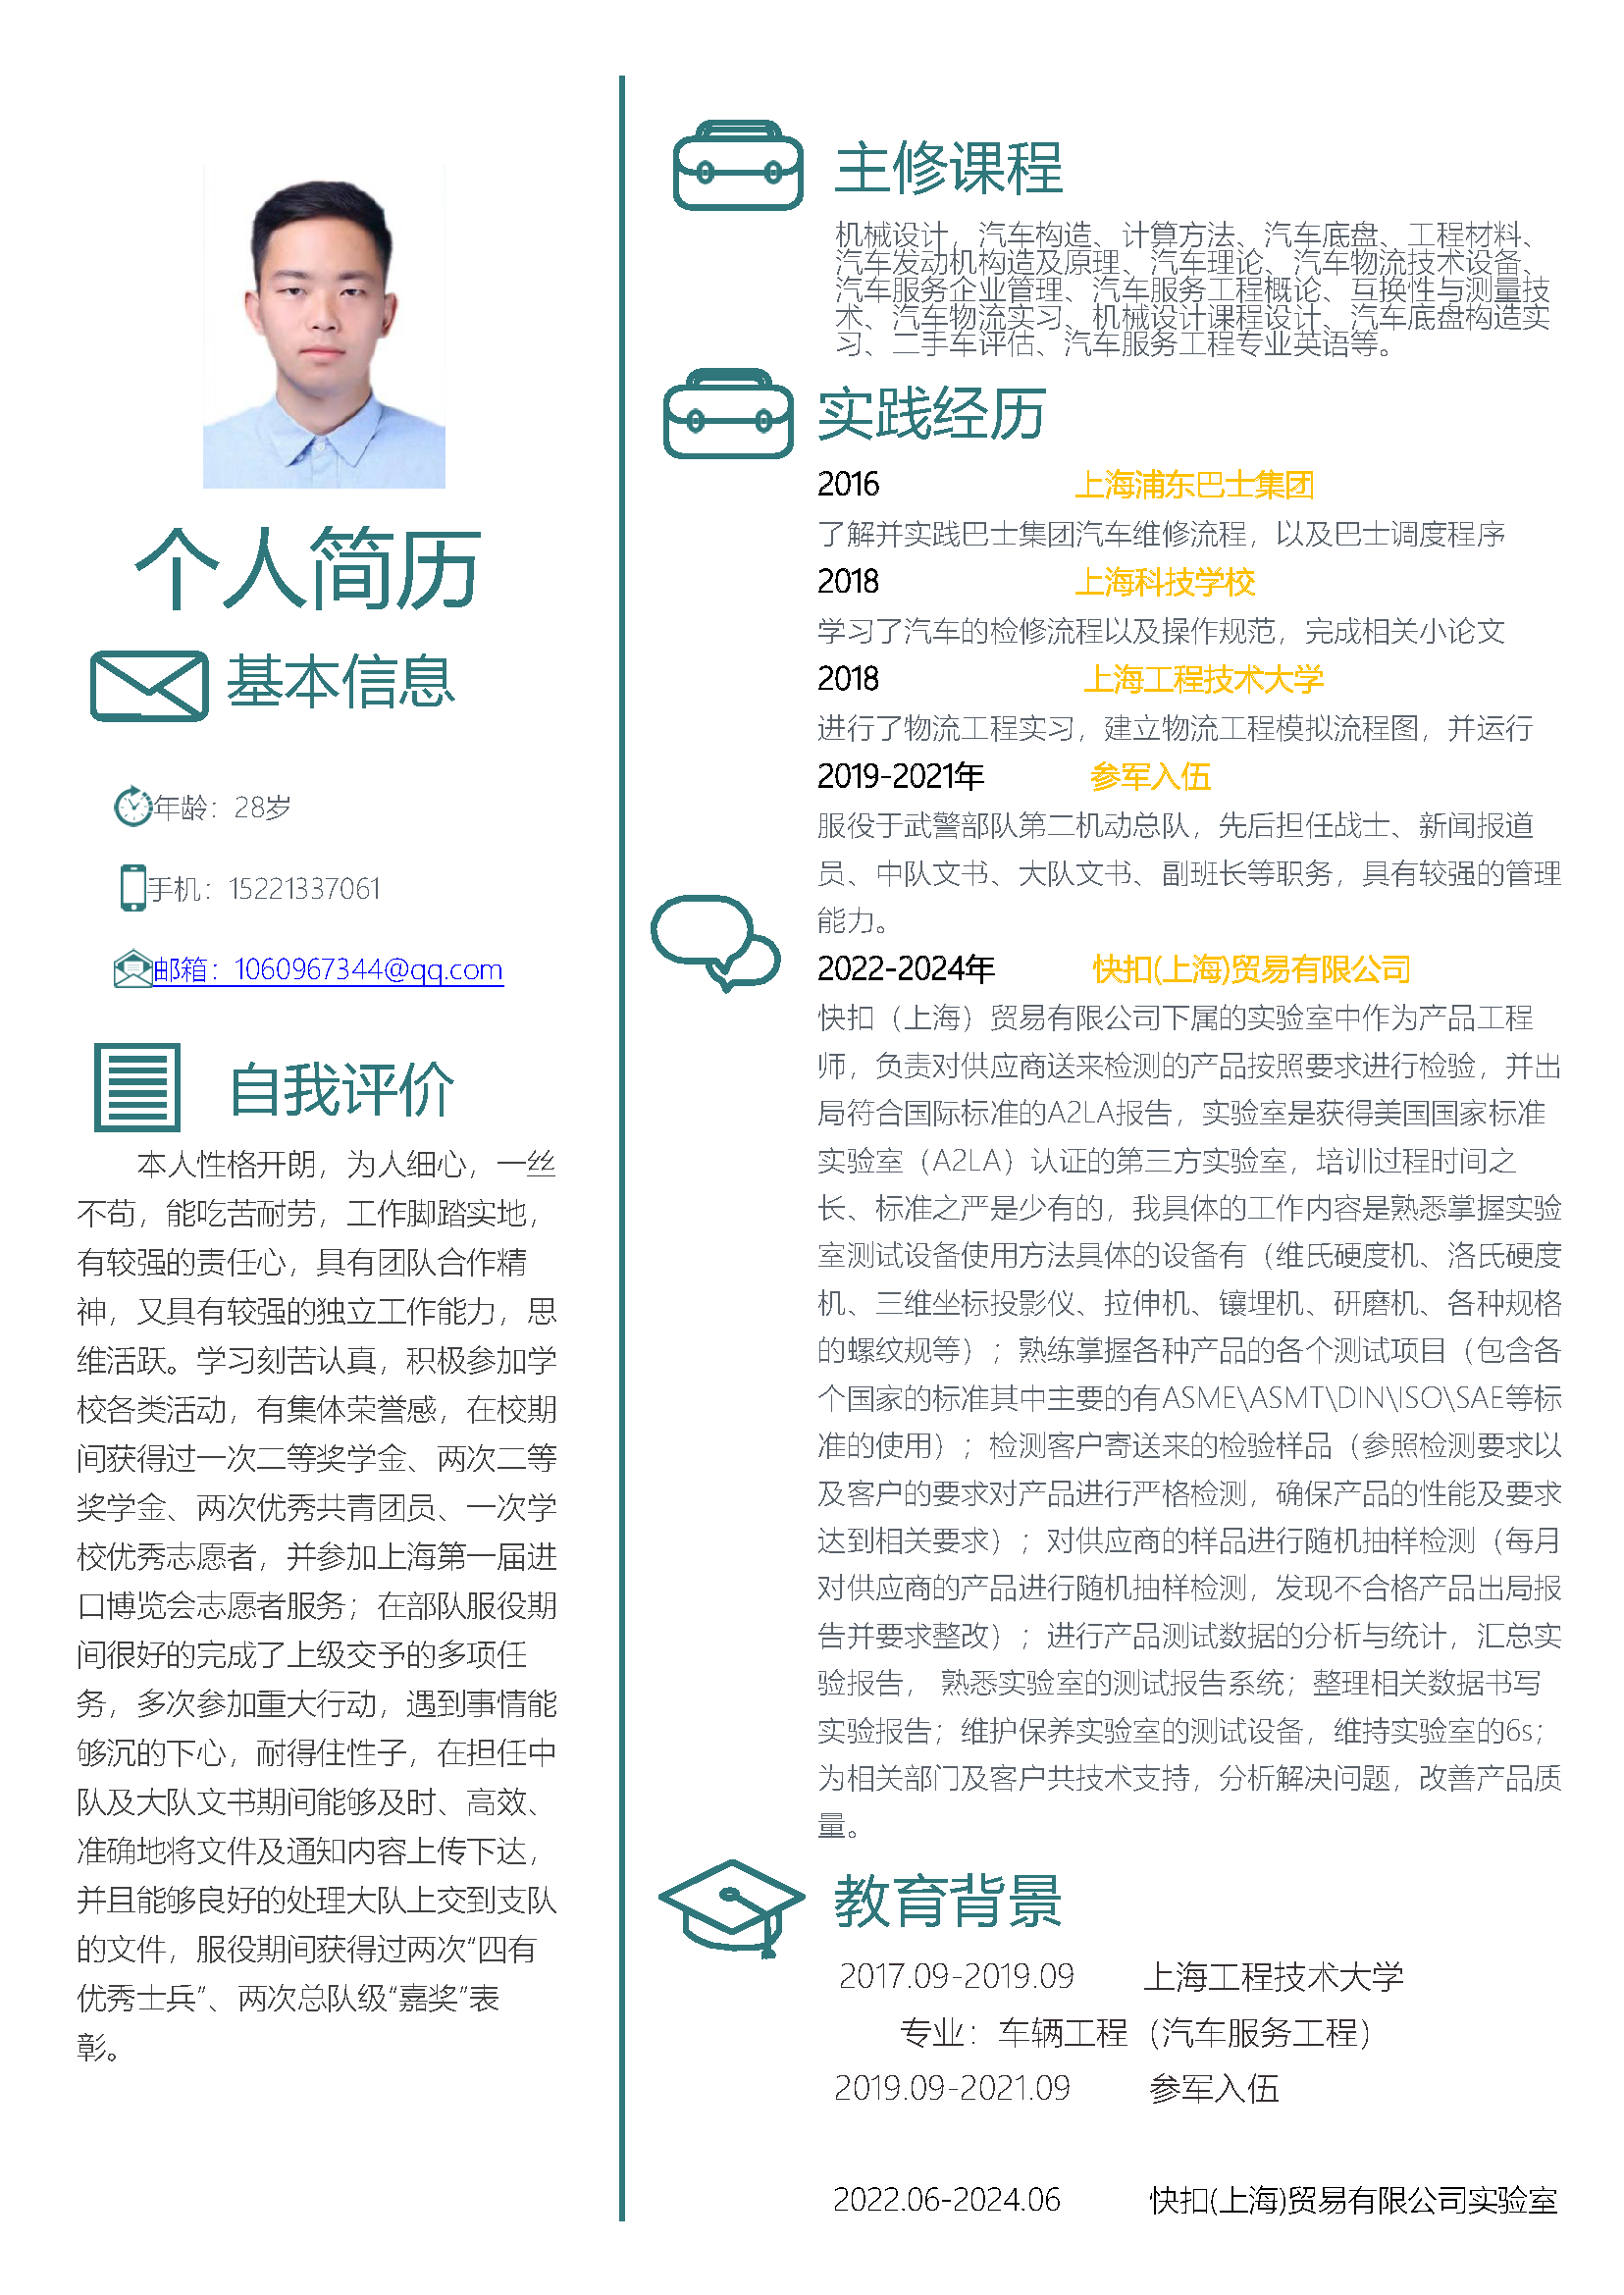 个人简历
基本信息
年龄：28岁
手机：15221337061
邮箱：1060967344@qq.com
自我评价
本人性格开朗，为人细心，一丝
不苟，能吃苦耐劳，工作脚踏实地，
有较强的责任心，具有团队合作精
神，又具有较强的独立工作能力，思
维活跃。学习刻苦认真，积极参加学
校各类活动，有集体荣誉感，在校期
间获得过一次二等奖学金、两次二等
奖学金、两次优秀共青团员、一次学
校优秀志愿者，并参加上海第一届进
口博览会志愿者服务；在部队服役期
间很好的完成了上级交予的多项任
务，多次参加重大行动，遇到事情能
够沉的下心，耐得住性子，在担任中
队及大队文书期间能够及时、高效、
准确地将文件及通知内容上传下达，
并且能够良好的处理大队上交到支队
的文件，服役期间获得过两次“四有
优秀士兵”、两次总队级“嘉奖”表
彰。
主修课程
机械设计，汽车构造、计算方法、汽车底盘、工程材料、
汽车发动机构造及原理、汽车理论、汽车物流技术设备、
汽车服务企业管理、汽车服务工程概论、互换性与测量技
术、汽车物流实习、机械设计课程设计、汽车底盘构造实
习、二手车评估、汽车服务工程专业英语等。
实践经历
2016 上海浦东巴士集团
了解并实践巴士集团汽车维修流程，以及巴士调度程序
2018 上海科技学校
学习了汽车的检修流程以及操作规范，完成相关小论文
2018 上海工程技术大学
进行了物流工程实习，建立物流工程模拟流程图，并运行
2019-2021年 参军入伍
服役于武警部队第二机动总队，先后担任战士、新闻报道
员、中队文书、大队文书、副班长等职务，具有较强的管理
能力。
2022-2024年 快扣(上海)贸易有限公司
快扣（上海）贸易有限公司下属的实验室中作为产品工程
师，负责对供应商送来检测的产品按照要求进行检验，并出
局符合国际标准的A2LA报告，实验室是获得美国国家标准
实验室（A2LA）认证的第三方实验室，培训过程时间之
长、标准之严是少有的，我具体的工作内容是熟悉掌握实验
室测试设备使用方法具体的设备有（维氏硬度机、洛氏硬度
机、三维坐标投影仪、拉伸机、镶埋机、研磨机、各种规格
的螺纹规等）；熟练掌握各种产品的各个测试项目（包含各
个国家的标准其中主要的有ASME\ASMT\DIN\ISO\SAE等标
准的使用）；检测客户寄送来的检验样品（参照检测要求以
及客户的要求对产品进行严格检测，确保产品的性能及要求
达到相关要求）；对供应商的样品进行随机抽样检测（每月
对供应商的产品进行随机抽样检测，发现不合格产品出局报
告并要求整改）；进行产品测试数据的分析与统计，汇总实
验报告， 熟悉实验室的测试报告系统；整理相关数据书写
实验报告；维护保养实验室的测试设备，维持实验室的6s；
为相关部门及客户共技术支持，分析解决问题，改善产品质
量。
教育背景
2017.09-2019.09 上海工程技术大学
专业：车辆工程（汽车服务工程）
2019.09-2021.09 参军入伍
2022.06-2024.06 快扣(上海)贸易有限公司实验室